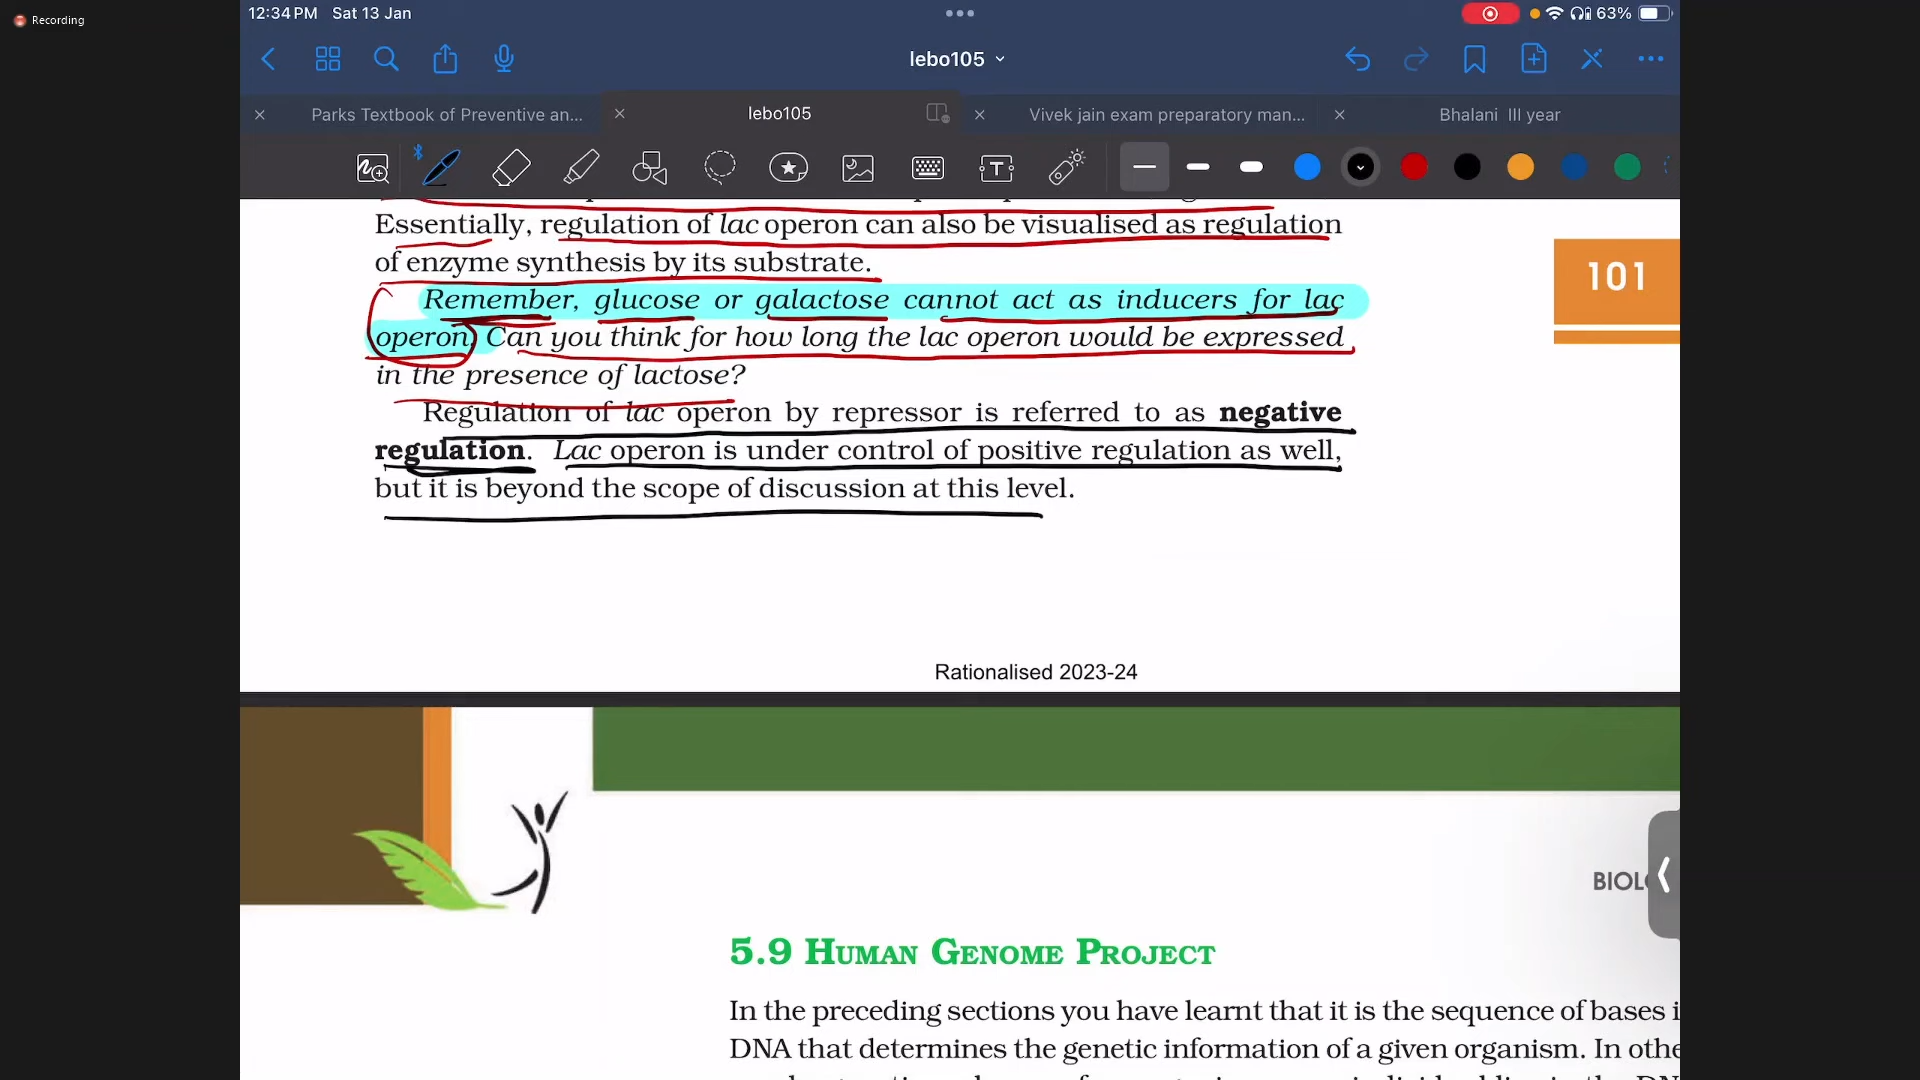 Recording
12:34 PM Sat 13 Jan
63%
lebo105
Parks Textbook of Preventive an...
lebo105
Vivek jain exam preparatory man...
Bhalani III year
Essentially, regulation of lac operon can also be visualised as regulation
of enzyme synthesis by its substrate.
Remember, glucose or galactose cannot act as inducers for lac
operon. Can you think for how long the lac operon would be expressed
in the presence of lactose?
Regulation of lac operon by repressor is referred to as negative
regulation. Lac operon is under control of positive regulation as well,
but it is beyond the scope of discussion at this level.
101
Rationalised 2023-24
BIOL
5.9 HUMAN GENOME PROJECT
In the preceding sections you have learnt that it is the sequence of bases i
DNA that determines the genetic information of a given organism. In othe